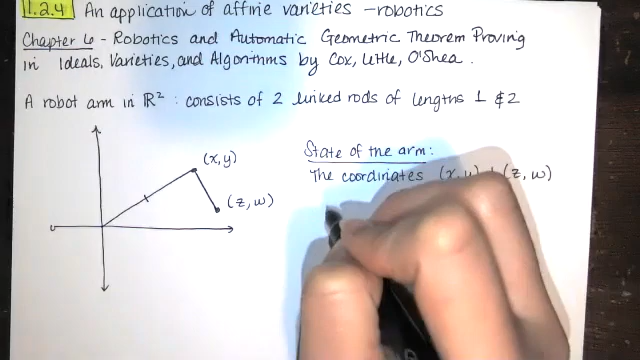 1.2.4 An application of affine varieties – robotics
Chapter 6 - Robotics and Automatic Geometric Theorem Proving
in Ideals, Varieties, and Algorithms by Cox, Little, O'Shea.
A robot arm in ℝ² : consists of 2 linked rods of lengths 1 & 2
State of the arm:
(x, y)
The coordinates (x, y) + (z, w)
(z, w)